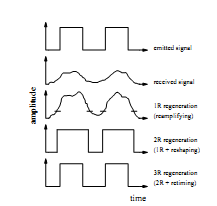 emitted signal
received signal
amplitude
1R regeneration
(reamplifying)
2R regeneration
(1R + reshaping)
3R regeneration
(2R + retiming)
time